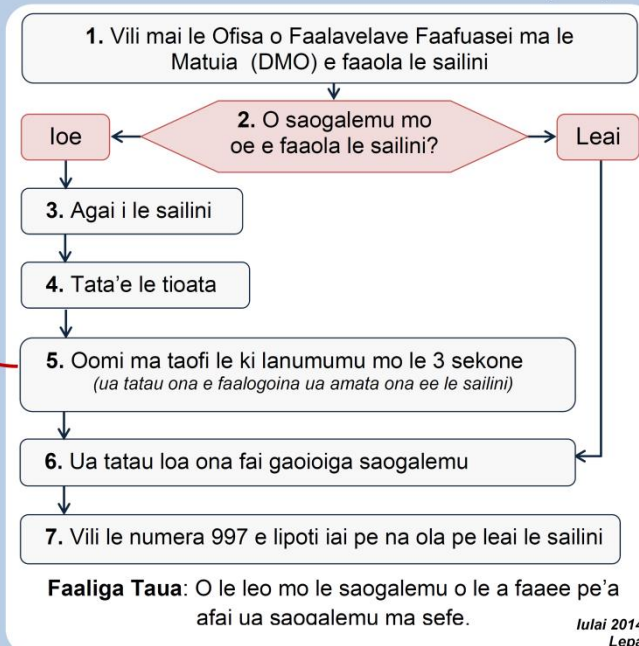 1. Vili mai le Ofisa o Faalavelave Faafuasei ma le
Matuia (DMO) e faaola le sailini
2. O saogalemu mo
oe e faaola le sailini?
Ioe
Leai
3. Agai i le sailini
4. Tata'e le tioata
5. Oomi ma taofi le ki lanumumu mo le 3 sekone
(ua tatau ona e faalogoina ua amata ona ee le sailini)
6. Ua tatau loa ona fai gaoioiga saogalemu
7. Vili le numera 997 e lipoti iai pe na ola pe leai le sailini
Faaliga Taua: O le leo mo le saogalemu o le a faaee pe'a
afai ua saogalemu ma sefe.
Iulai 2014
Lepa